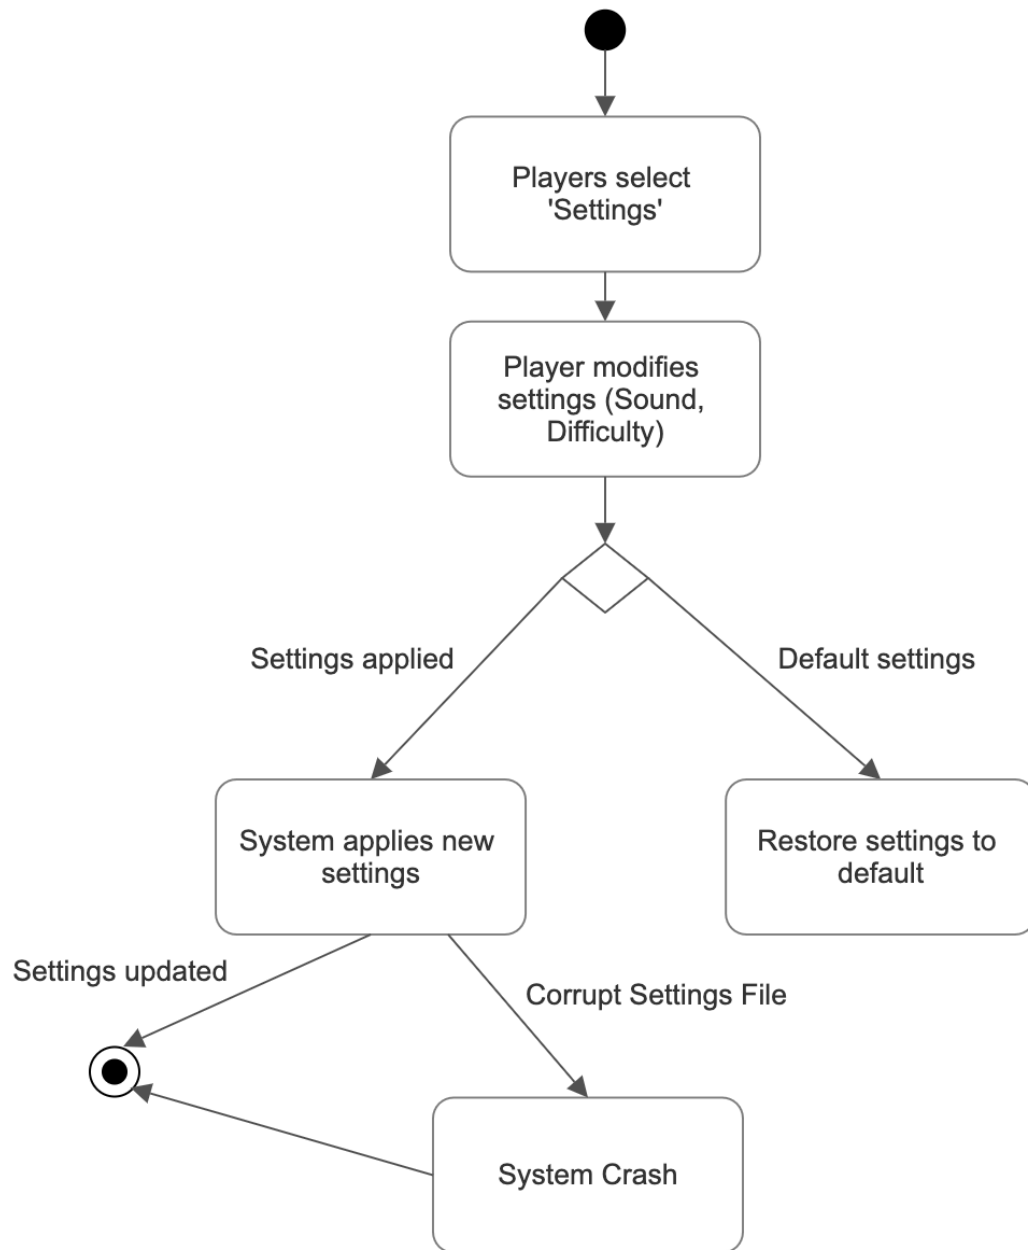 Players select
'Settings'
Player modifies
settings (Sound,
Difficulty)
Settings applied
Default settings
System applies new
settings
Restore settings to
default
Settings updated
Corrupt Settings File
System Crash